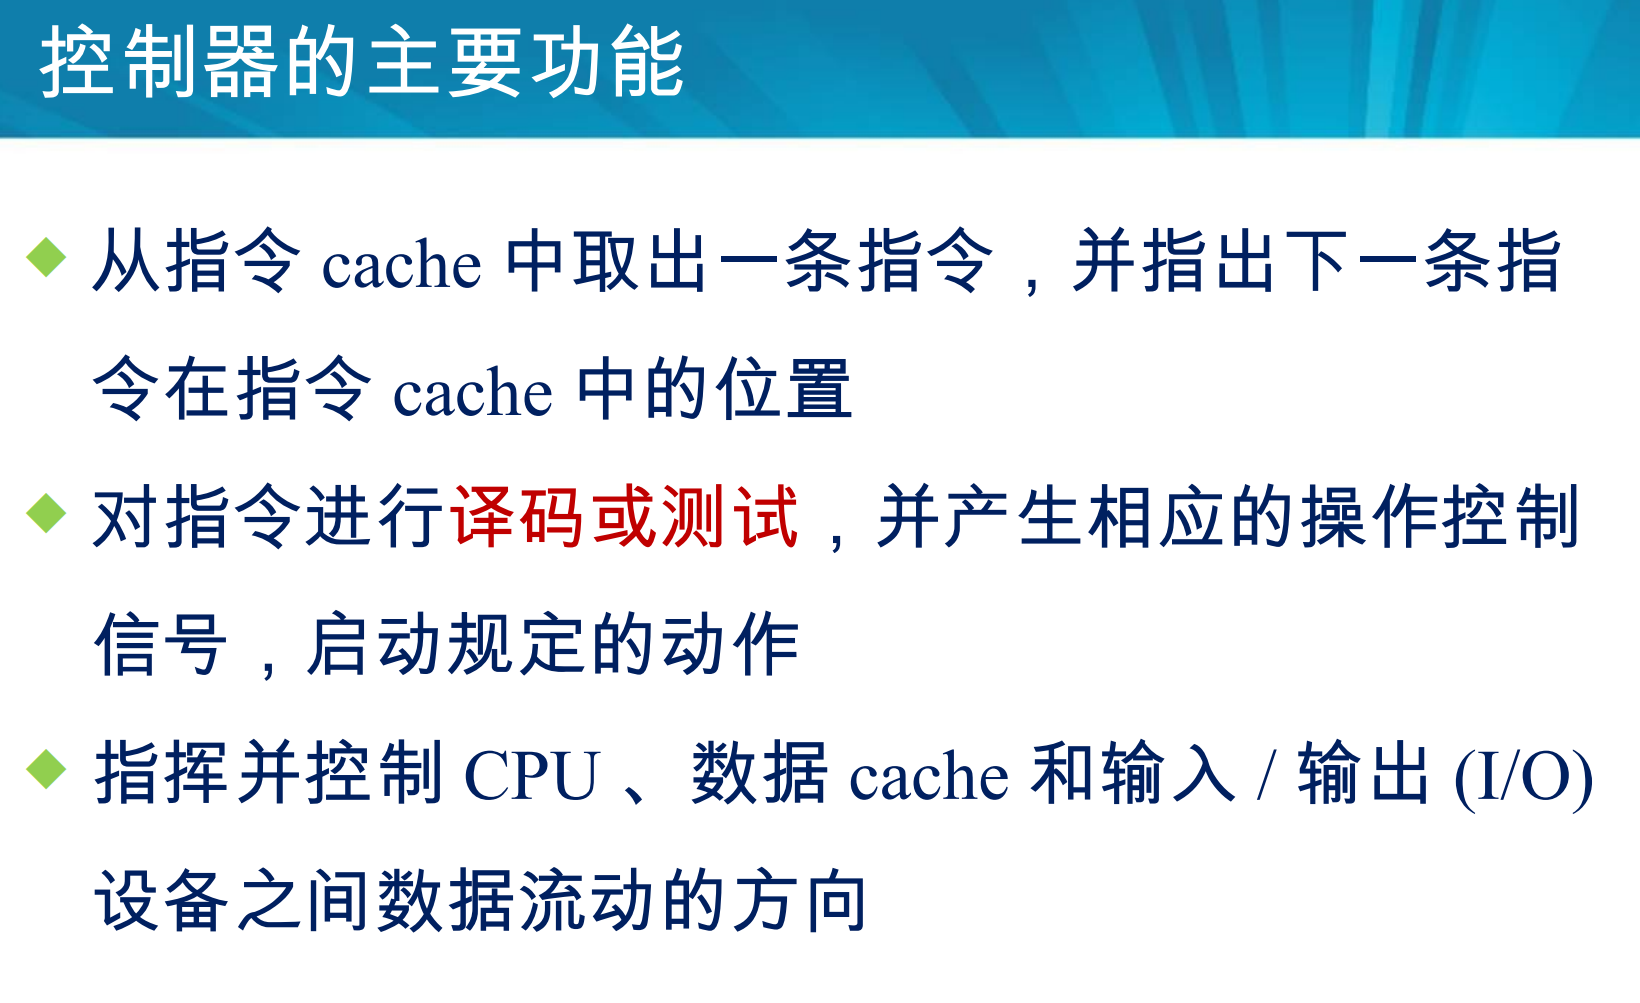 控制器的主要功能
从指令 cache 中取出一条指令，并指出下一条指
令在指令 cache 中的位置
对指令进行译码或测试，并产生相应的操作控制
信号，启动规定的动作
指挥并控制 CPU 、数据 cache 和输入 / 输出 (I/O)
设备之间数据流动的方向